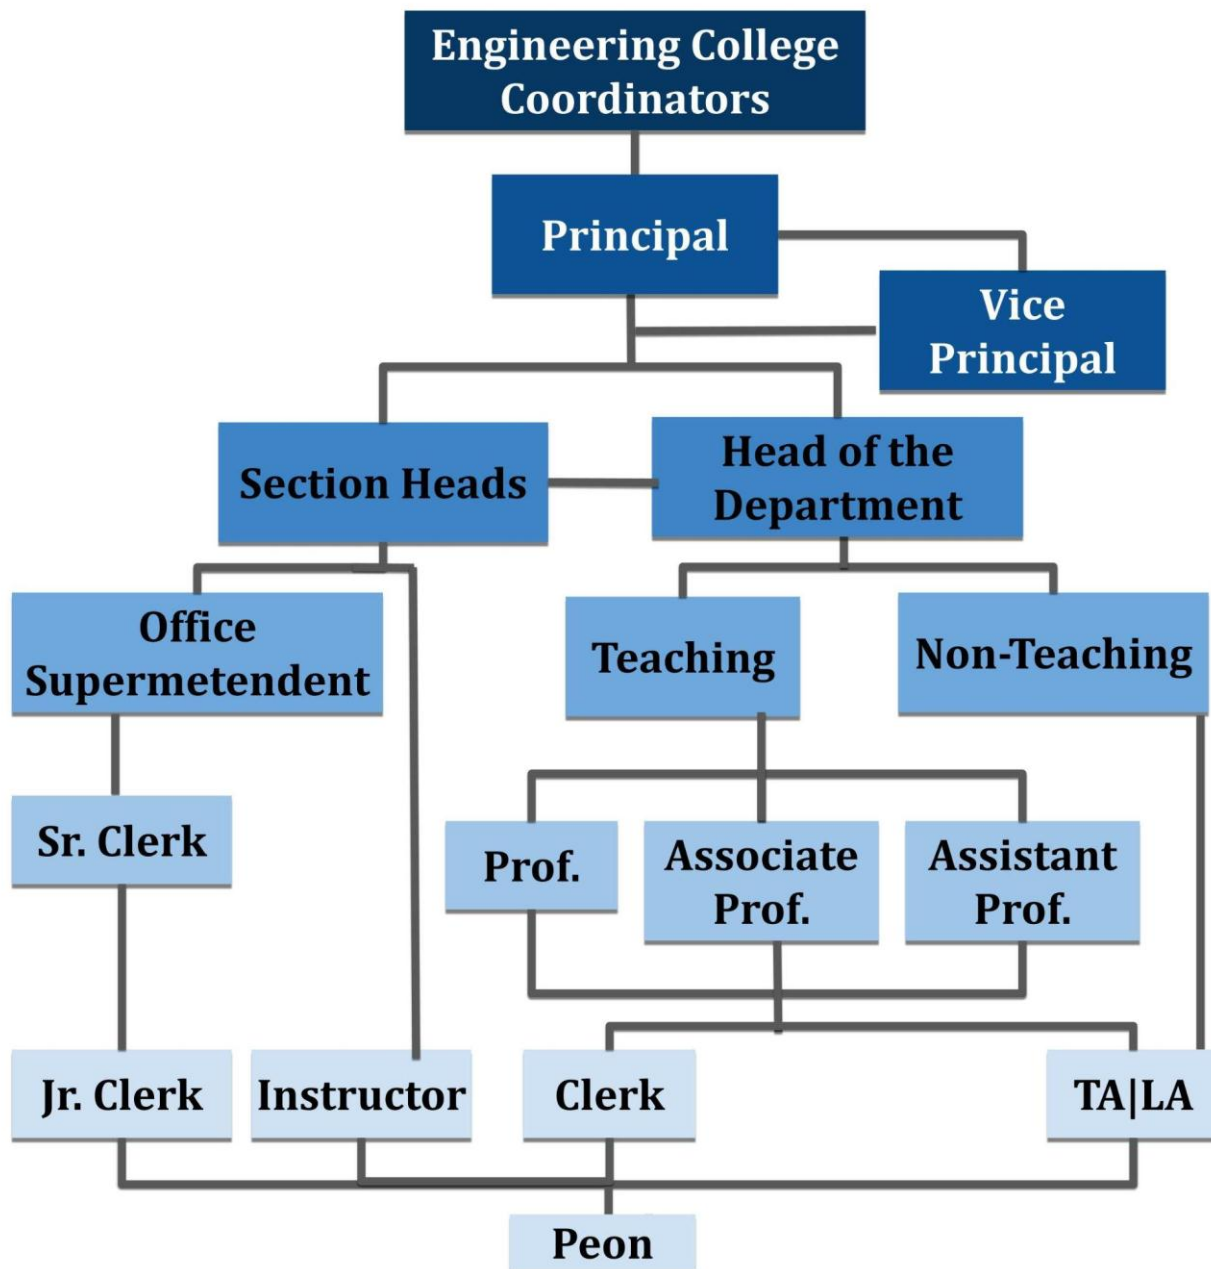 Engineering College
Coordinators
Principal
Vice
Principal
Section Heads
Head of the
Department
Office
Supermetendent
Teaching
Non-Teaching
Sr. Clerk
Prof.
Associate
Prof.
Assistant
Prof.
Jr. Clerk
Instructor
Clerk
TA|LA
Peon